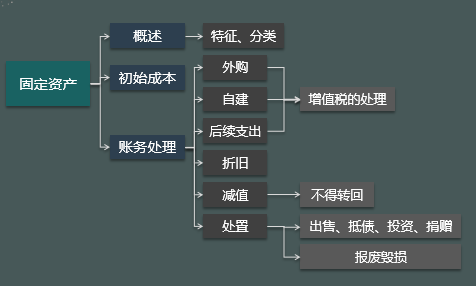 固定资产
概述
特征、分类
初始成本
账务处理
外购
自建
后续支出
增值税的处理
折旧
减值
不得转回
处置
出售、抵债、投资、捐赠
报废毁损